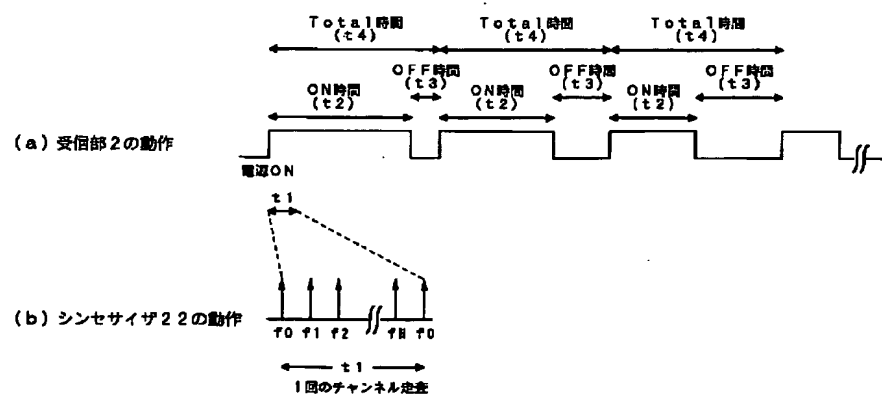 Total時間 Total時間 Total時間
(t4) (t4) (t4)
OFF時間 OFF時間 OFF時間
ON時間 (t3) ON時間 (t3) ON時間 (t3)
(t2) (t2) (t2)
(a) 受信部2の動作
電源ON
t1
(b) シンセサイザ22の動作
f0 f1 f2 fN f0
t1
1回のチャンネル走査